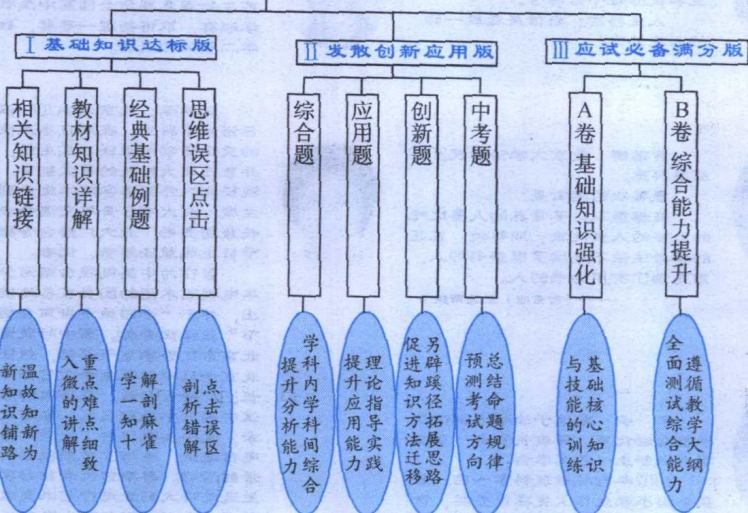 Ⅰ 基础知识达标版
Ⅱ 发散创新应用版
Ⅲ 应试必备满分版
相关知识链接
教材知识详解
经典基础例题
思维误区点击
综合题
应用题
创新题
中考题
A卷 基础知识强化
B卷 综合能力提升
温故知新为
新知识铺路
重点难点细致
入微的讲解
解剖麻雀
学一知十
点击误区
剖析错解
学科内学科间综合
提升分析能力
理论指导实践
提升应用能力
另辟蹊径拓展思路
促进知识方法迁移
总结命题规律
预测考试方向
基础核心知识
与技能的训练
遵循教学大纲
全面测试综合能力